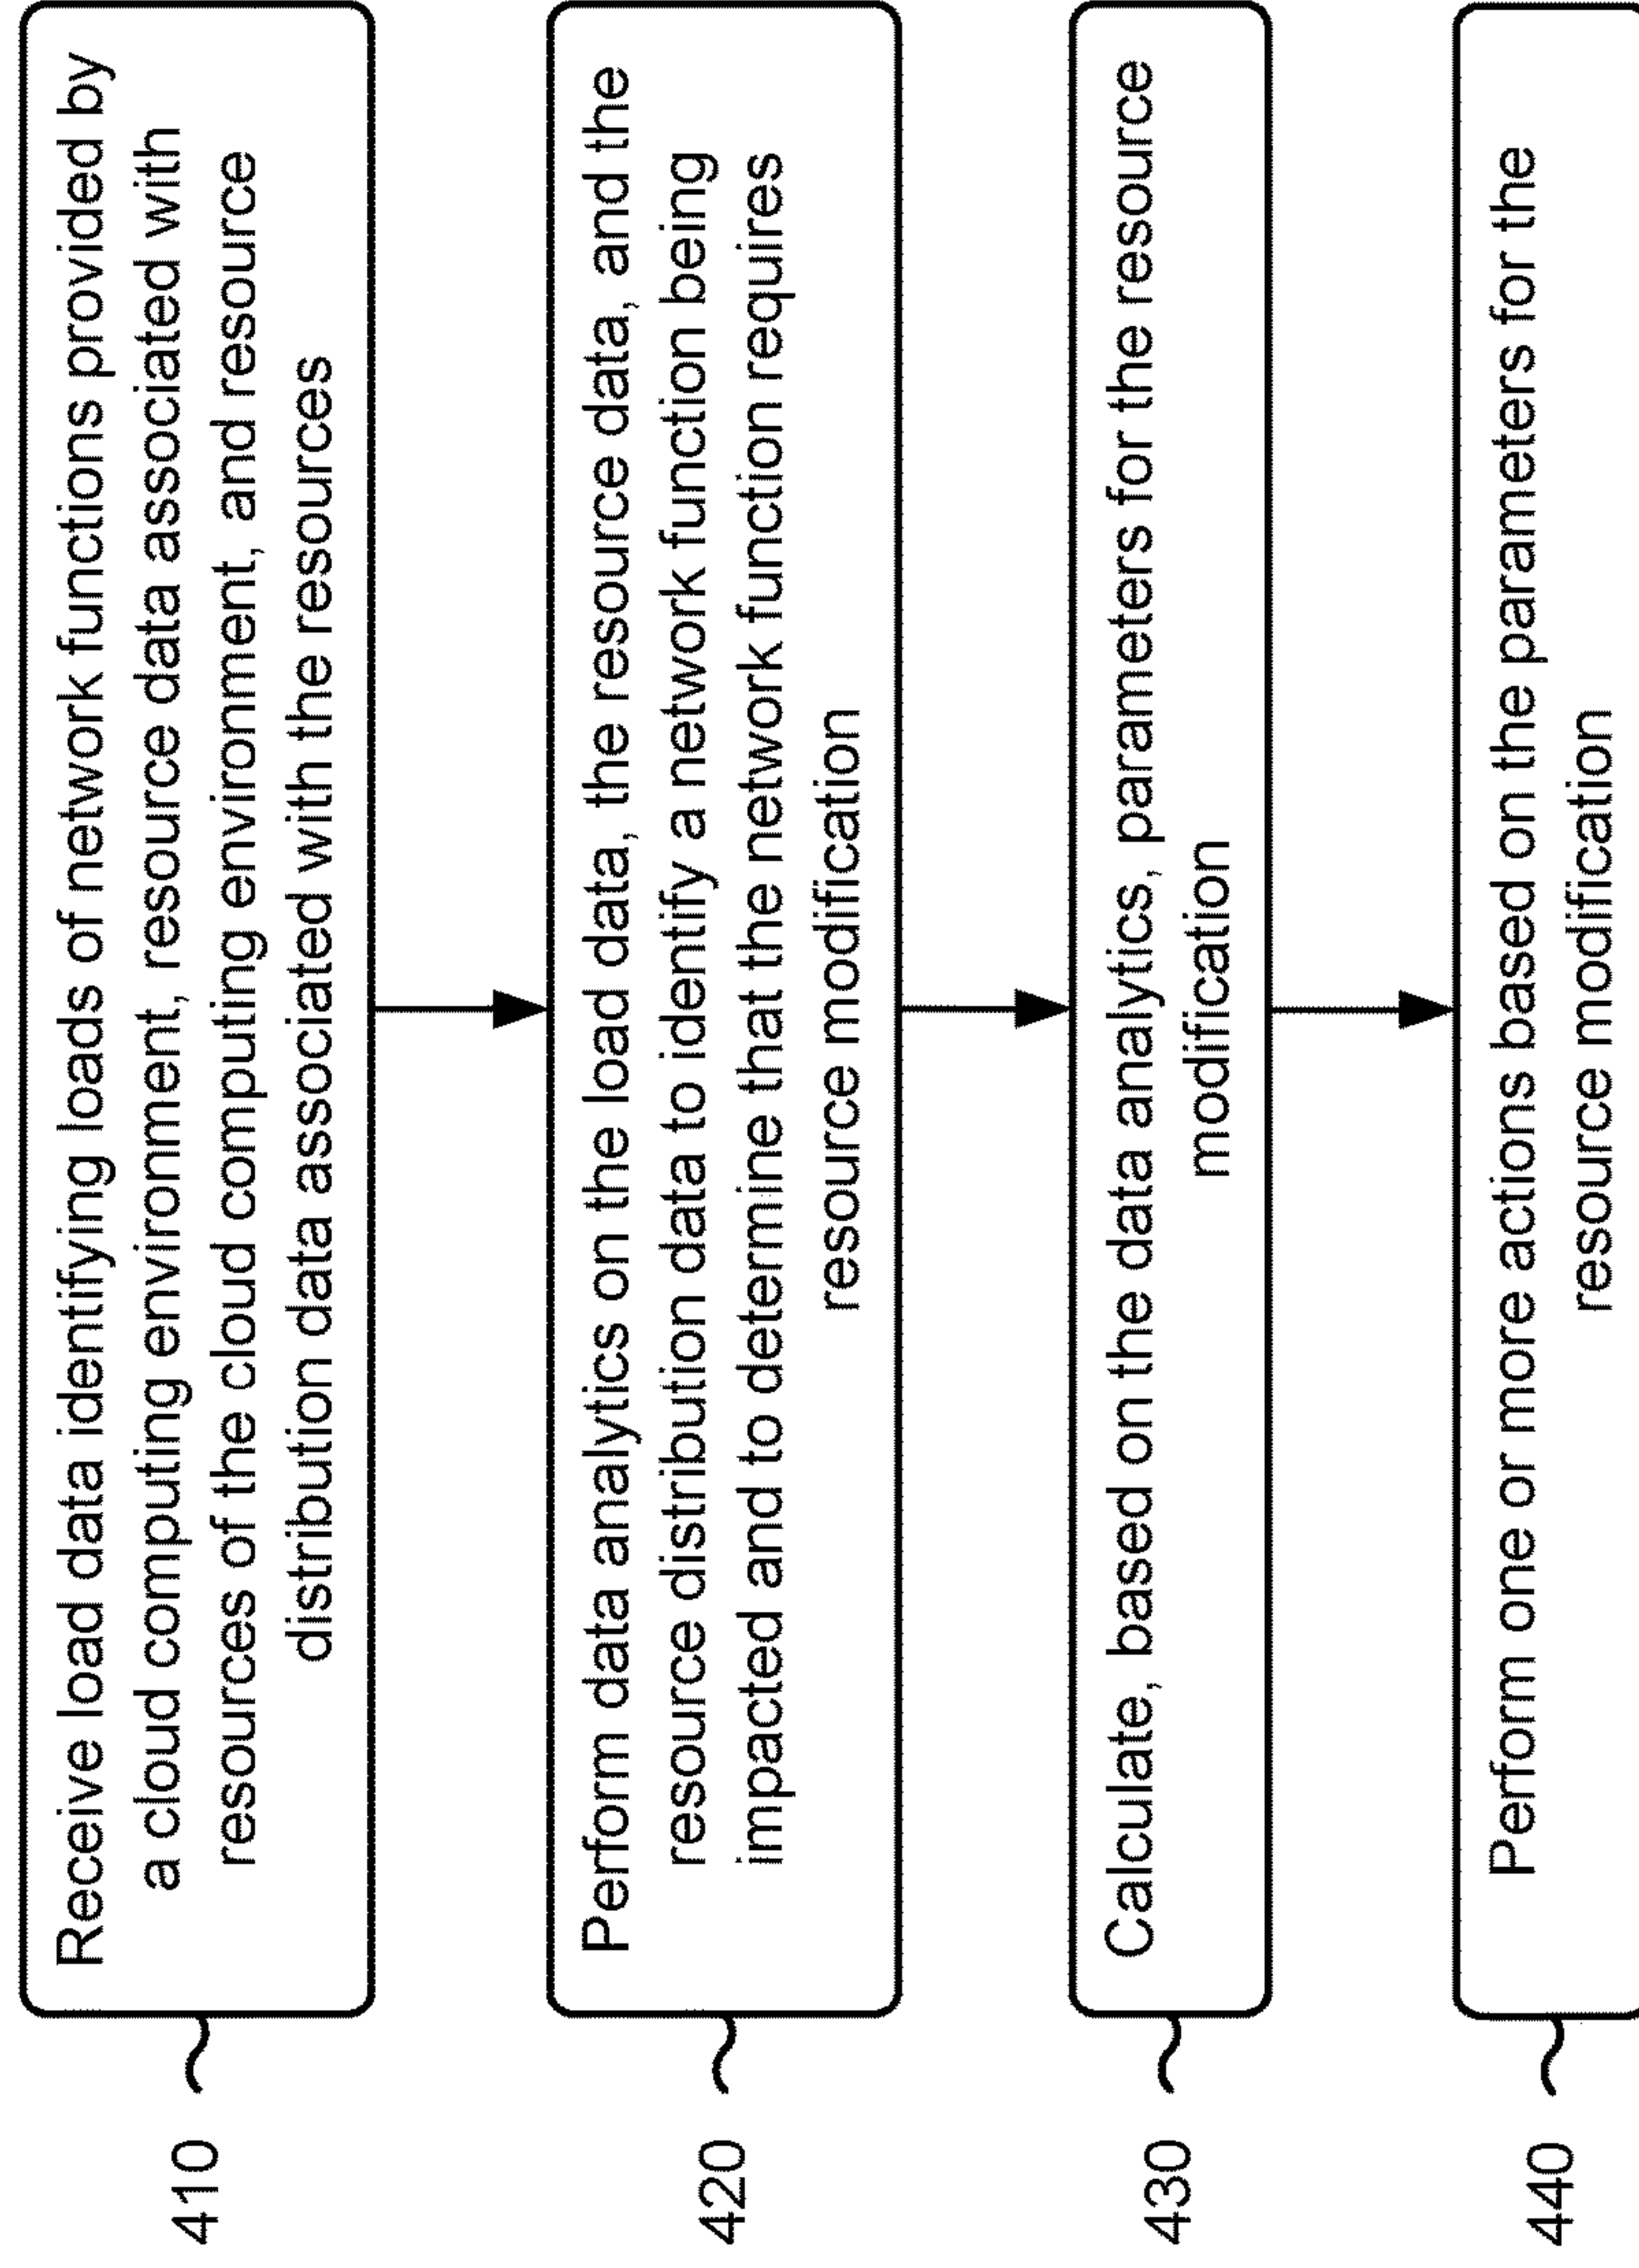 410
Receive load data identifying loads of network functions provided by
a cloud computing environment, resource data associated with
resources of the cloud computing environment, and resource
distribution data associated with the resources
420
Perform data analytics on the load data, the resource data, and the
resource distribution data to identify a network function being
impacted and to determine that the network function requires
resource modification
430
Calculate, based on the data analytics, parameters for the resource
modification
440
Perform one or more actions based on the parameters for the
resource modification